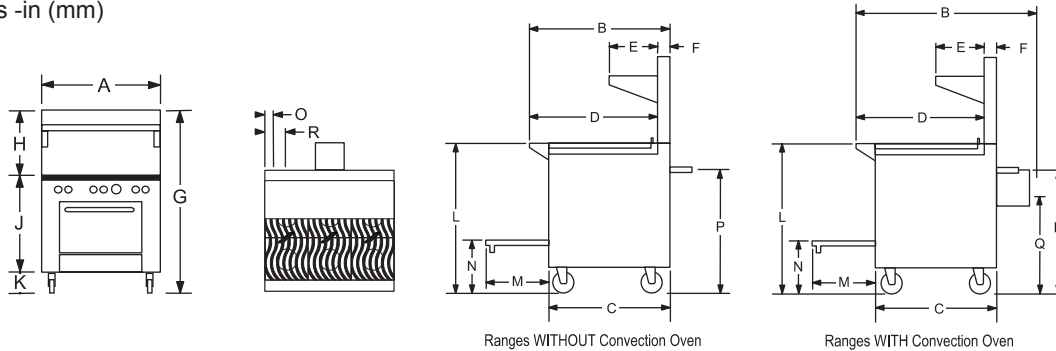 s -in (mm)
A
H
J
K
G
O
R
B
E
F
D
L
P
N
M
C
Ranges WITHOUT Convection Oven
B
E
F
D
L
Q
N
M
C
Ranges WITH Convection Oven